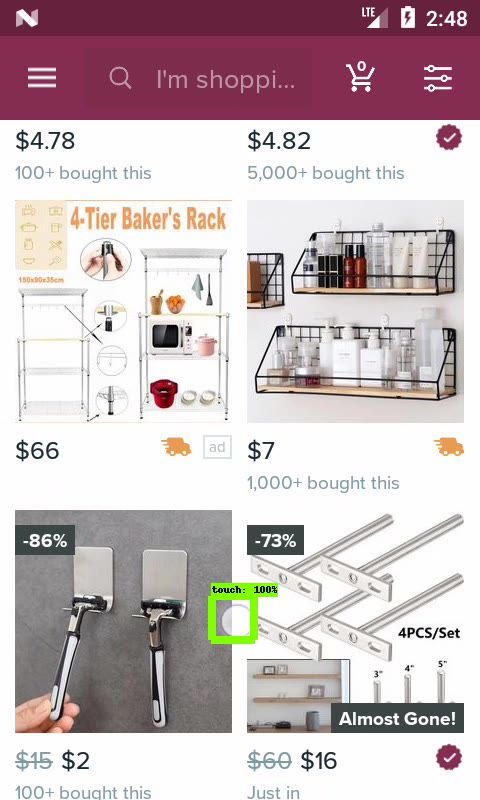 LTE 2:48
0
I'm shoppi...
$4.78
$4.82
100+ bought this
5,000+ bought this
4-Tier Baker's Rack
150x90x35cm
$66
ad
$7
1,000+ bought this
-86%
-73%
touch: 100%
4PCS/Set
3"
4"
5"
Almost Gone!
$15 $2
$60 $16
100+ bought this
Just in